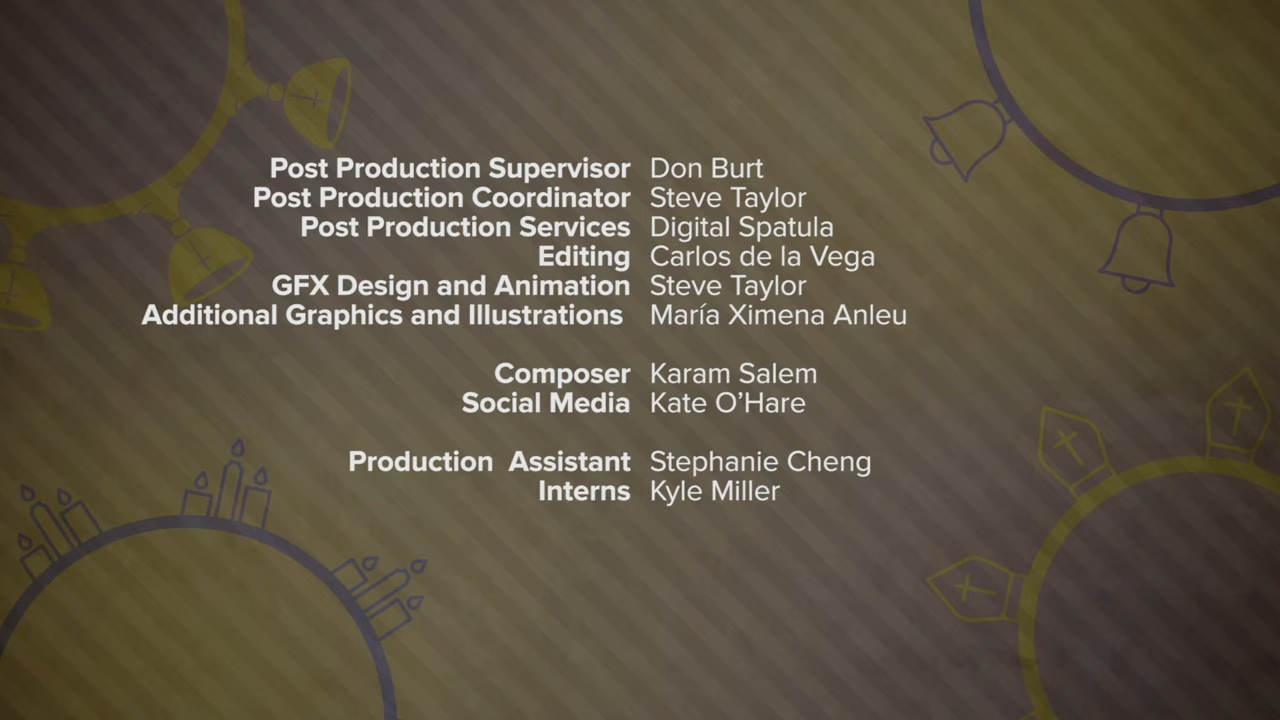 Post Production Supervisor Don Burt
Post Production Coordinator Steve Taylor
Post Production Services Digital Spatula
Editing Carlos de la Vega
GFX Design and Animation Steve Taylor
Additional Graphics and Illustrations María Ximena Anleu
Composer Karam Salem
Social Media Kate O’Hare
Production Assistant Stephanie Cheng
Interns Kyle Miller